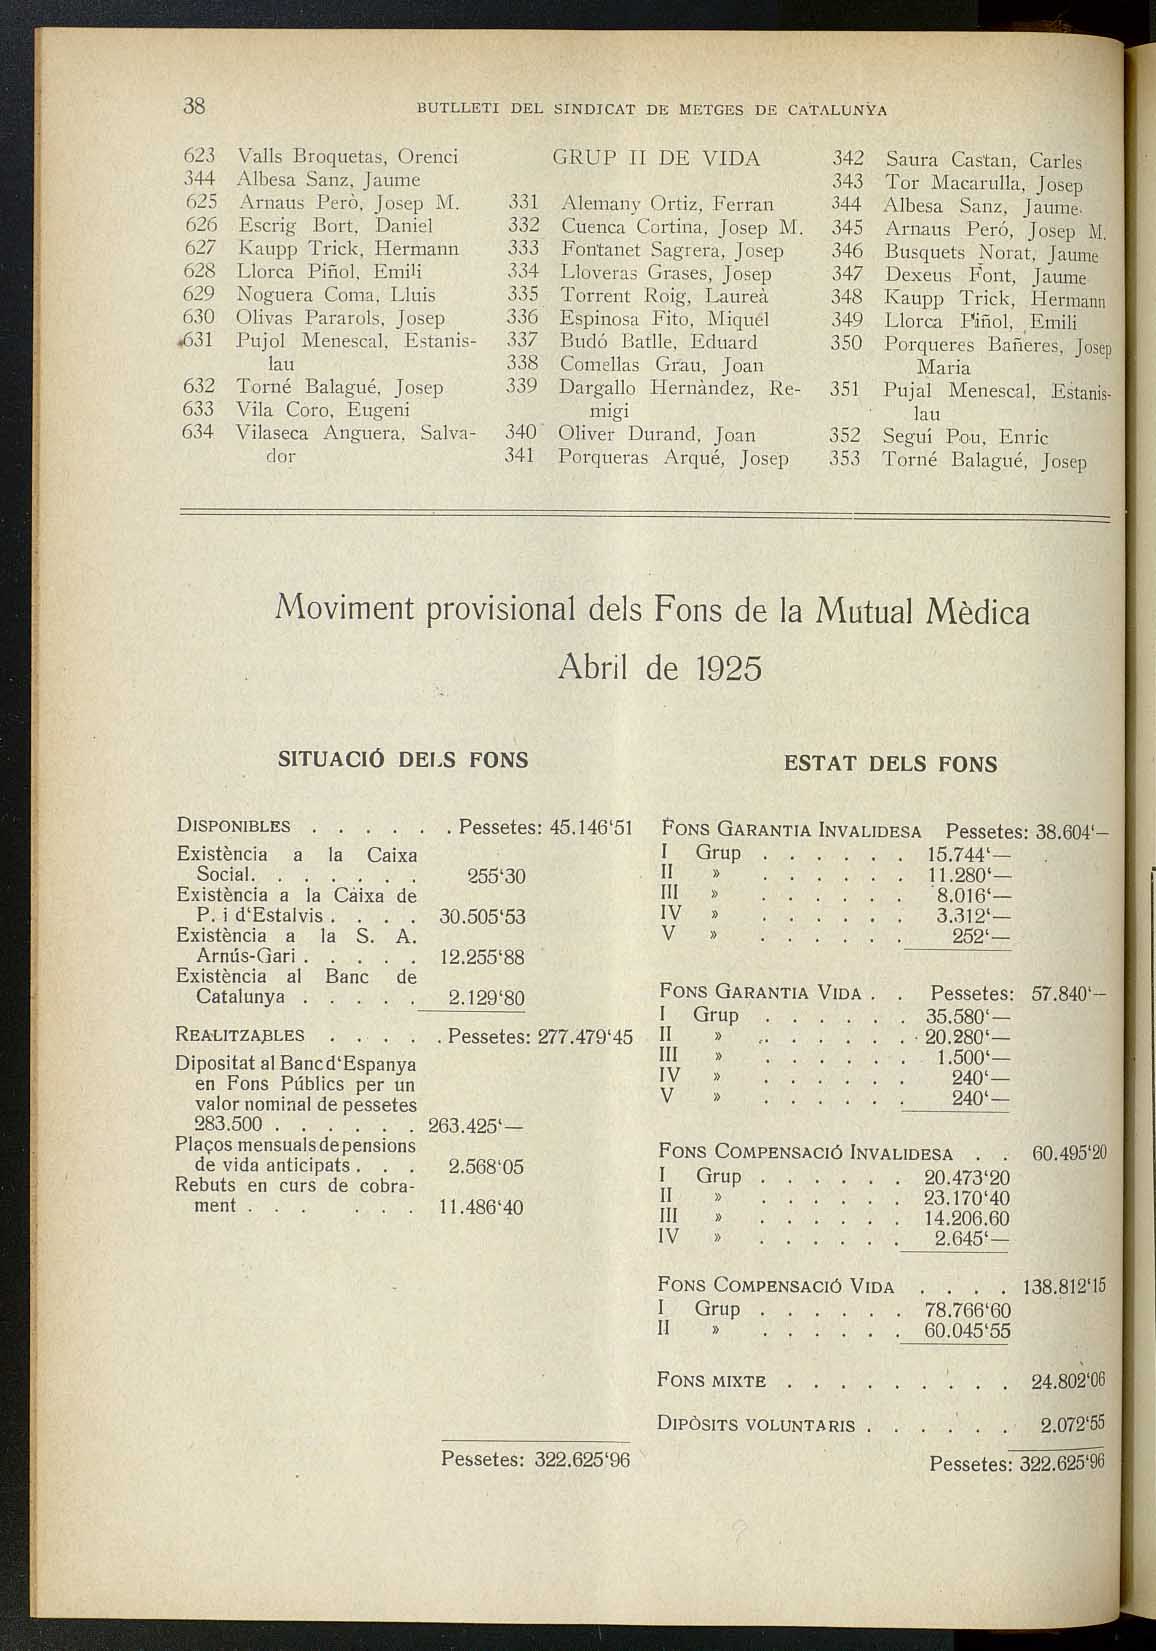 38
BUTLLETI DEL SINDICAT DE METGES DE CATALUNYA
623 Valls Broquetas, Orenci
344 Albesa Sanz, Jaume
625 Arnaus Però, Josep M.
626 Escrig Bort, Daniel
627 Kaupp Trick, Hermann
628 Llorca Piñol, Emili
629 Noguera Coma, Lluis
630 Olivas Pararols, Josep
631 Pujol Menescal, Estanis-
lau
632 Torné Balagué, Josep
633 Vila Coro, Eugeni
634 Vilaseca Anguera, Salva-
dor
GRUP II DE VIDA
331 Alemany Ortiz, Ferran
332 Cuenca Cortina, Josep M.
333 Fontanet Sagrera, Josep
334 Lloveras Grases, Josep
335 Torrent Roig, Laureà
336 Espinosa Fito, Miquél
337 Budó Batlle, Eduard
338 Comellas Grau, Joan
339 Dargallo Hernàndez, Re-
migi
340 Oliver Durand, Joan
341 Porqueras Arqué, Josep
342 Saura Castan, Carles
343 Tor Macarulla, Josep
344 Albesa Sanz, Jaume.
345 Arnaus Peró, Josep M.
346 Busquets Norat, Jaume
347 Dexeus Font, Jaume
348 Kaupp Trick, Hermann
349 Llorca Piñol, Emili
350 Porqueres Bañeres, Josep
Maria
351 Pujal Menescal, Estanis-
lau
352 Seguí Pou, Enric
353 Torné Balagué, Josep
Moviment provisional dels Fons de la Mutual Mèdica
Abril de 1925
SITUACIÓ DELS FONS
DISPONIBLES . . . . . . Pessetes: 45.146‘51
Existència a la Caixa
Social. . . . . . . 255‘30
Existència a la Caixa de
P. i d‘Estalvis . . . . 30.505‘53
Existència a la S. A.
Arnús-Gari . . . . . 12.255‘88
Existència al Banc de
Catalunya . . . . . 2.129‘80
REALITZABLES . . . . . Pessetes: 277.479‘45
Dipositat al Banc d‘Espanya
en Fons Públics per un
valor nominal de pessetes
283.500 . . . . . . 263.425‘—
Plaços mensuals de pensions
de vida anticipats . . . 2.568‘05
Rebuts en curs de cobra-
ment . . . . . . 11.486‘40
Pessetes: 322.625‘96
ESTAT DELS FONS
FONS GARANTIA INVALIDESA Pessetes: 38.604‘—
I Grup . . . . . . 15.744‘—
II » . . . . . . 11.280‘—
III » . . . . . . 8.016‘—
IV » . . . . . . 3.312‘—
V » . . . . . . 252‘—
FONS GARANTIA VIDA . . Pessetes: 57.840‘—
I Grup . . . . . . 35.580‘—
II » . . . . . . 20.280‘—
III » . . . . . . 1.500‘—
IV » . . . . . . 240‘—
V » . . . . . . 240‘—
FONS COMPENSACIÓ INVALIDESA . . 60.495‘20
I Grup . . . . . . 20.473‘20
II » . . . . . . 23.170‘40
III » . . . . . . 14.206.60
IV » . . . . . . 2.645‘—
FONS COMPENSACIÓ VIDA . . . . 138.812‘15
I Grup . . . . . . 78.766‘60
II » . . . . . . 60.045‘55
FONS MIXTE . . . . . . . . . 24.802‘06
DIPÒSITS VOLUNTARIS . . . . . . 2.072‘55
Pessetes: 322.625‘96